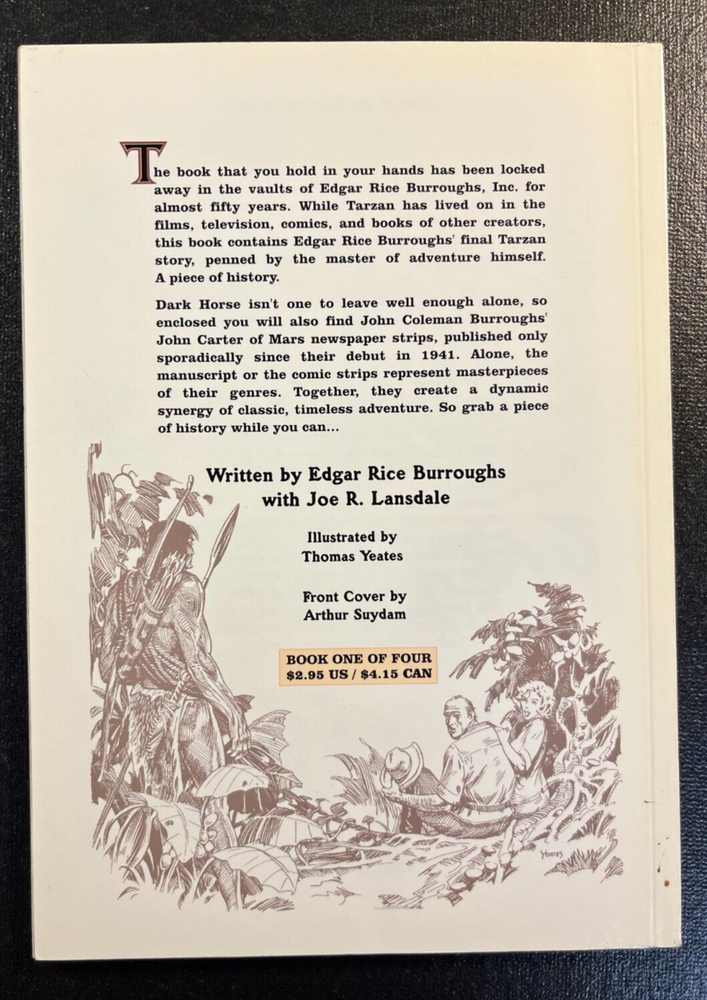 The book that you hold in your hands has been locked
away in the vaults of Edgar Rice Burroughs, Inc. for
almost fifty years. While Tarzan has lived on in the
films, television, comics, and books of other creators,
this book contains Edgar Rice Burroughs' final Tarzan
story, penned by the master of adventure himself.
A piece of history.
Dark Horse isn't one to leave well enough alone, so
enclosed you will also find John Coleman Burroughs'
John Carter of Mars newspaper strips, published only
sporadically since their debut in 1941. Alone, the
manuscript or the comic strips represent masterpieces
of their genres. Together, they create a dynamic
synergy of classic, timeless adventure. So grab a piece
of history while you can...
Written by Edgar Rice Burroughs
with Joe R. Lansdale
Illustrated by
Thomas Yeates
Front Cover by
Arthur Suydam
BOOK ONE OF FOUR
$2.95 US / $4.15 CAN
YEATES